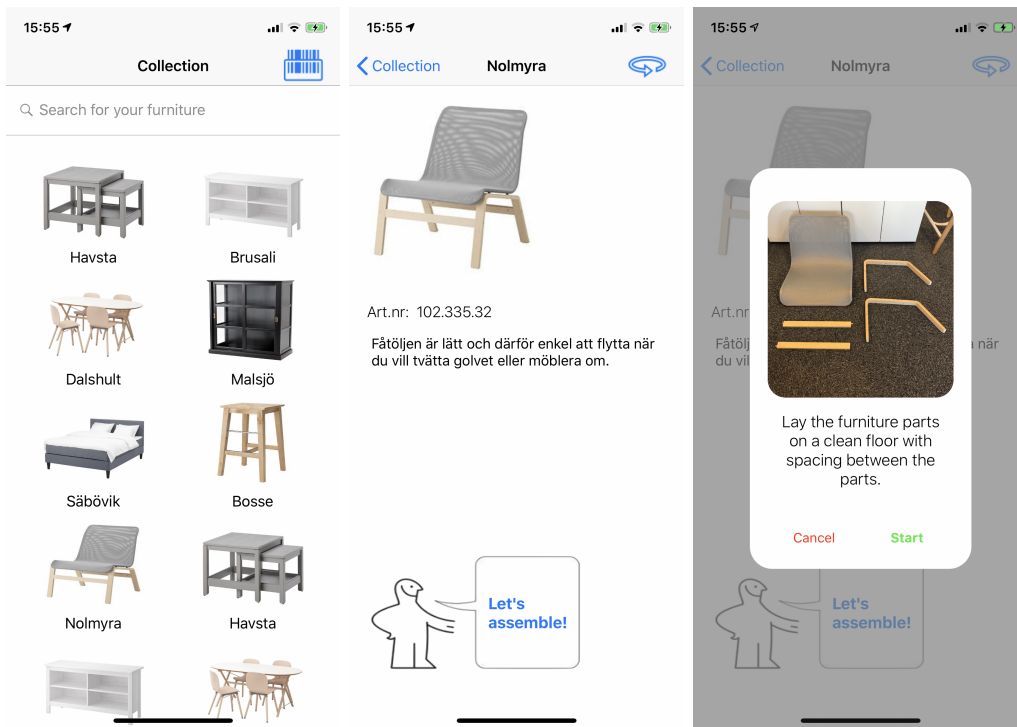 15:55
Collection
Search for your furniture
Havsta
Brusali
Dalshult
Malsjö
Säbövik
Bosse
Nolmyra
Havsta
15:55
Collection
Nolmyra
Art.nr: 102.335.32
Fåtöljen är lätt och därför enkel att flytta när
du vill tvätta golvet eller möblera om.
Let's
assemble!
15:55
Collection
Nolmyra
Art.nr
Fåtölj
när
du vil
Lay the furniture parts
on a clean floor with
spacing between the
parts.
Cancel
Start
Let's
assemble!